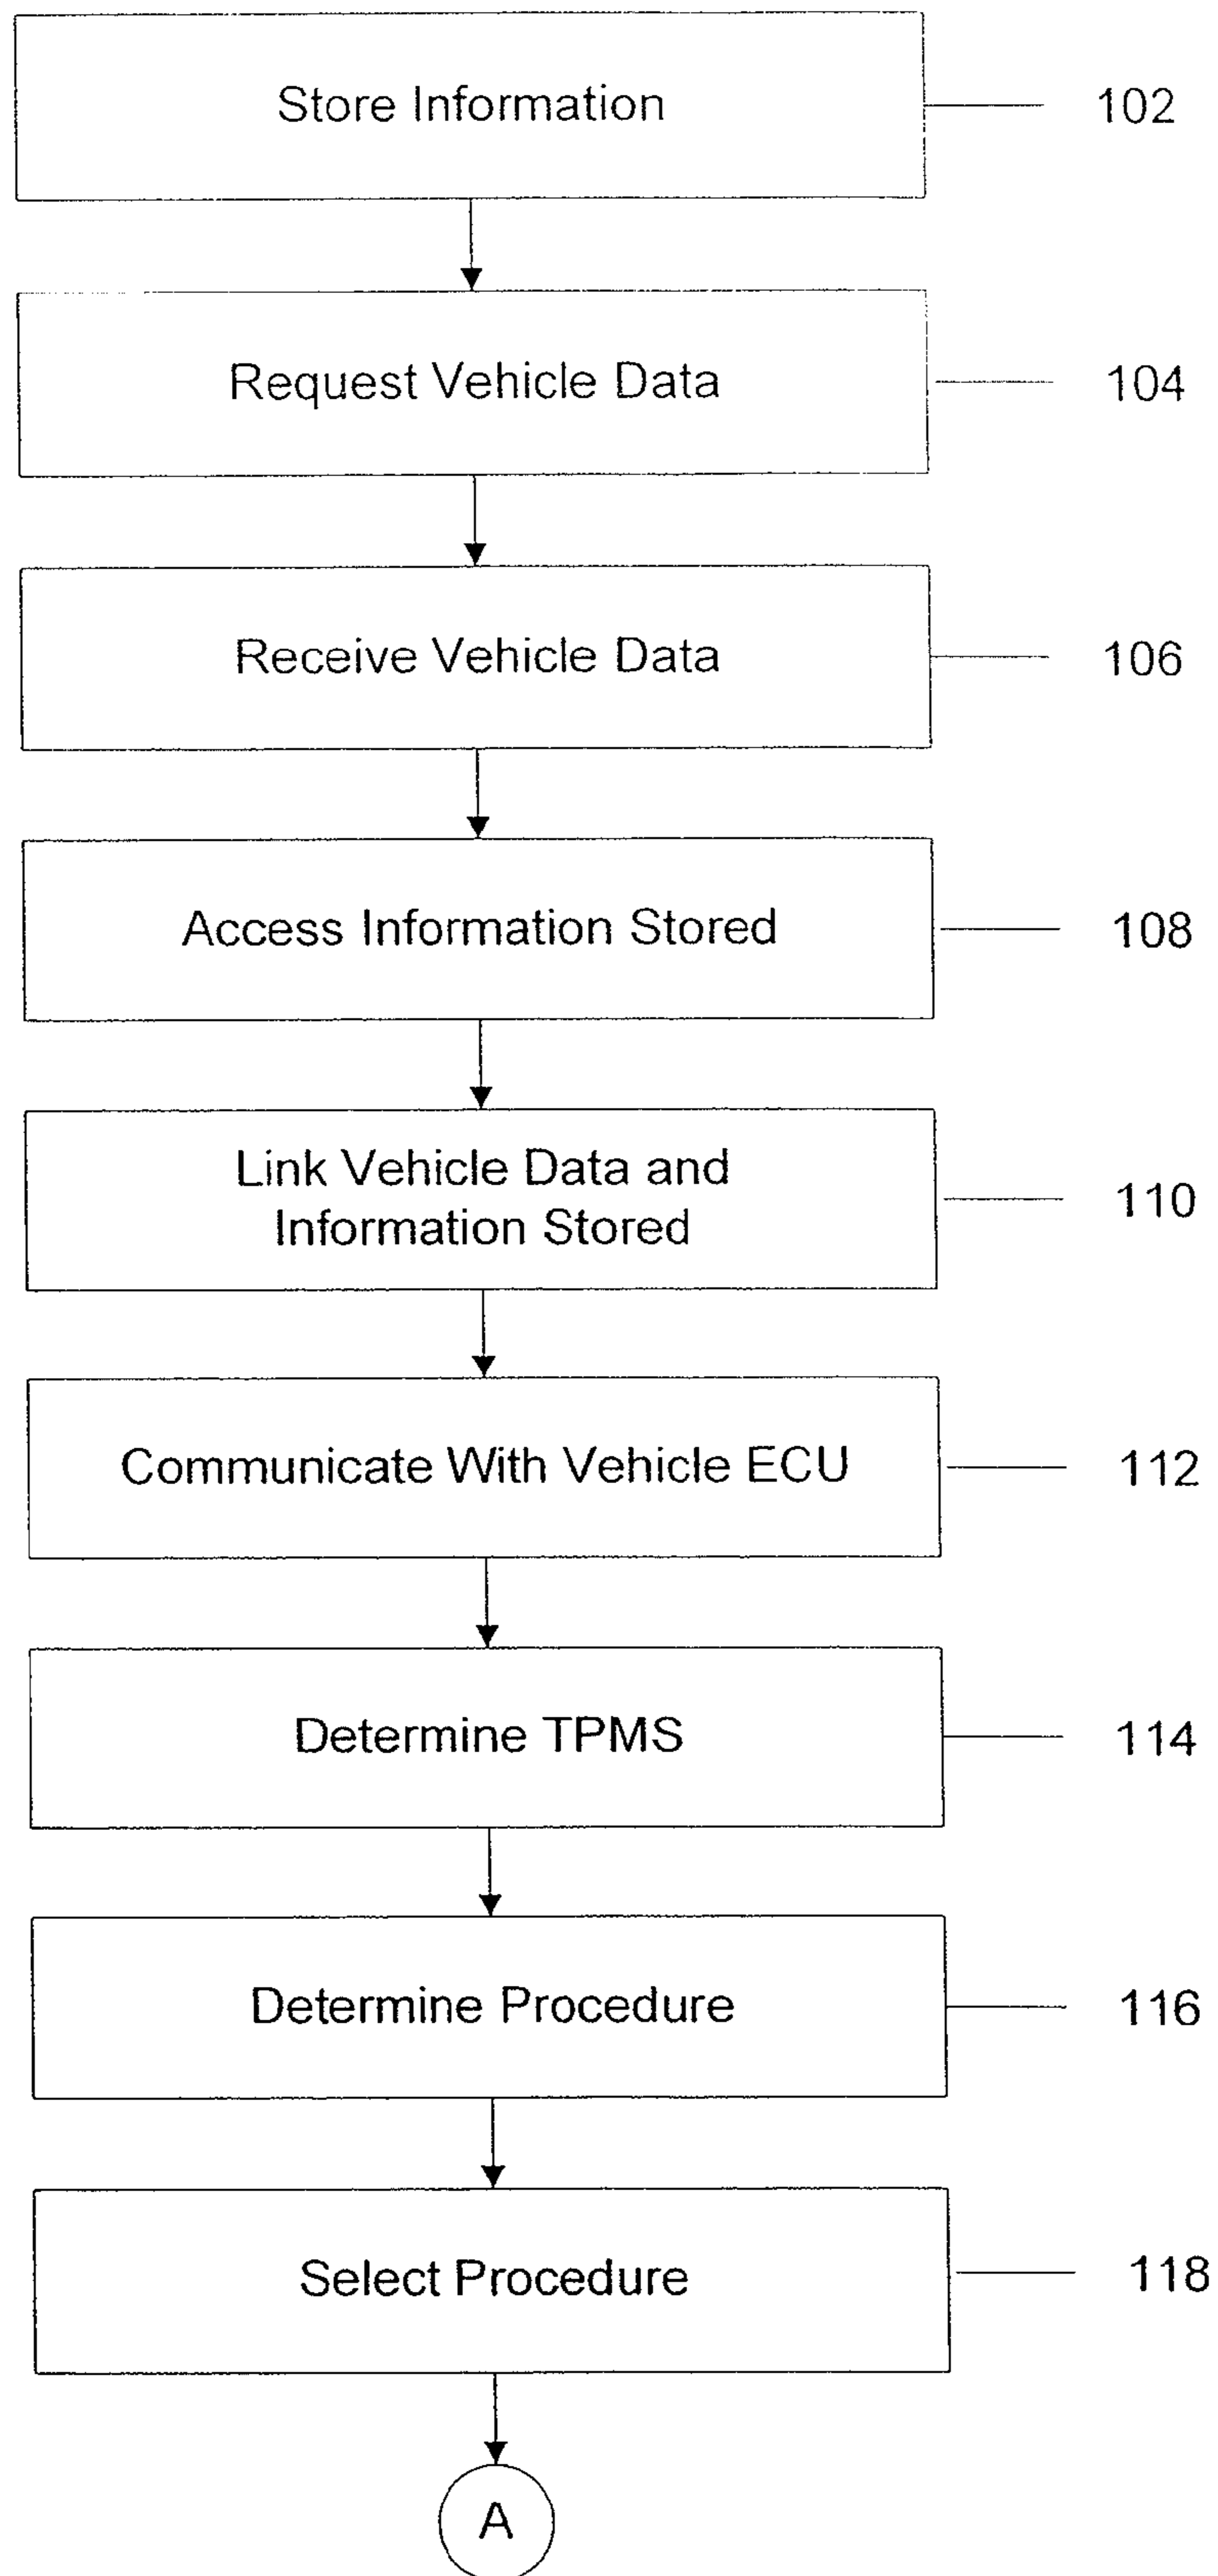 Store Information
102
Request Vehicle Data
104
Receive Vehicle Data
106
Access Information Stored
108
Link Vehicle Data and
Information Stored
110
Communicate With Vehicle ECU
112
Determine TPMS
114
Determine Procedure
116
Select Procedure
118
A